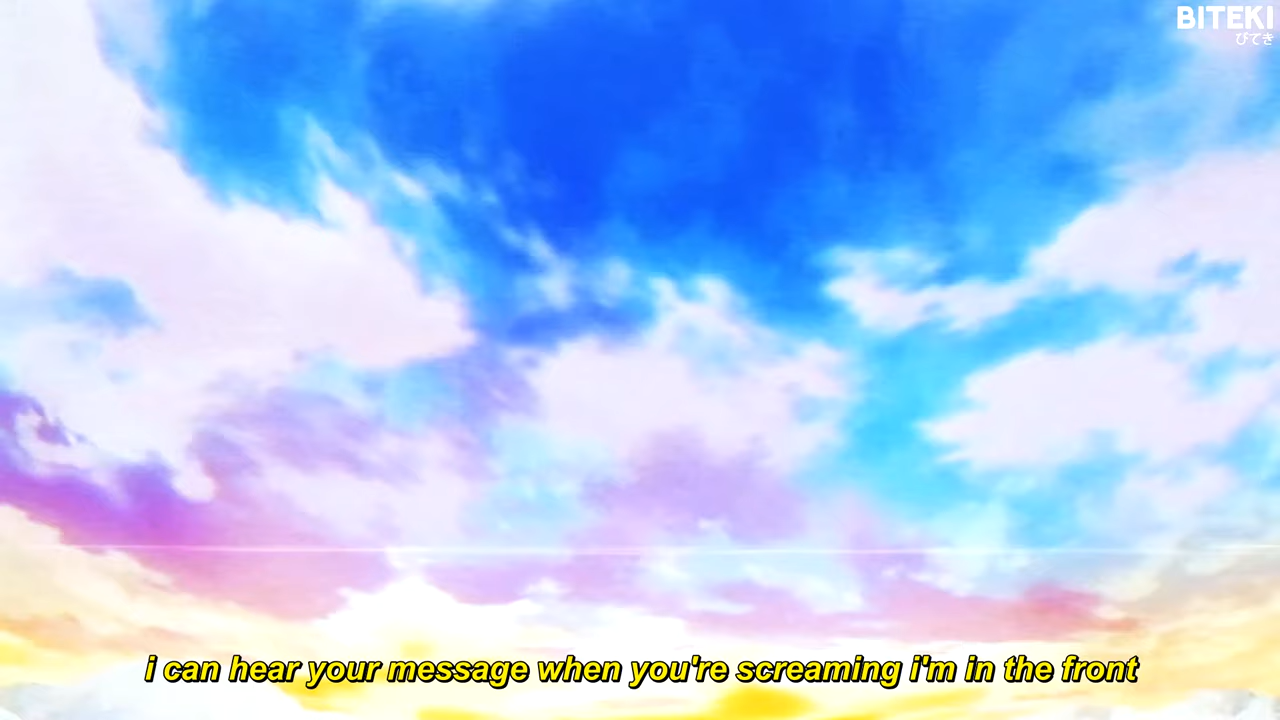 BITEKI
びてき
i can hear your message when you're screaming i'm in the front